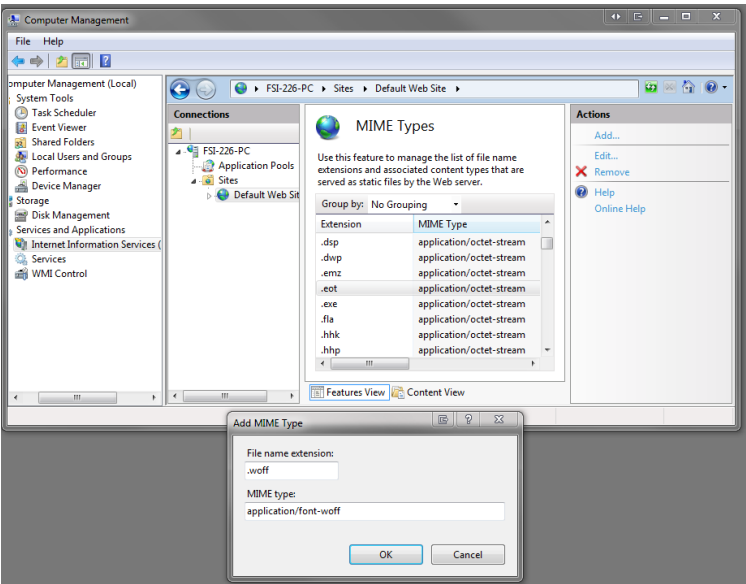 Computer Management
File Help
omputer Management (Local)
System Tools
Task Scheduler
Event Viewer
Shared Folders
Local Users and Groups
Performance
Device Manager
Storage
Disk Management
Services and Applications
Internet Information Services (
Services
WMI Control
FSI-226-PC
Sites
Default Web Site
Connections
FSI-226-PC
Application Pools
Sites
Default Web Sit
MIME Types
Use this feature to manage the list of file name
extensions and associated content types that are
served as static files by the Web server.
Group by: No Grouping
Extension MIME Type
.dsp application/octet-stream
.dwp application/octet-stream
.emz application/octet-stream
.eot application/octet-stream
.exe application/octet-stream
.fla application/octet-stream
.hhk application/octet-stream
.hhp application/octet-stream
Features View Content View
Actions
Add...
Edit...
Remove
Help
Online Help
Add MIME Type
File name extension:
.woff
MIME type:
application/font-woff
OK Cancel